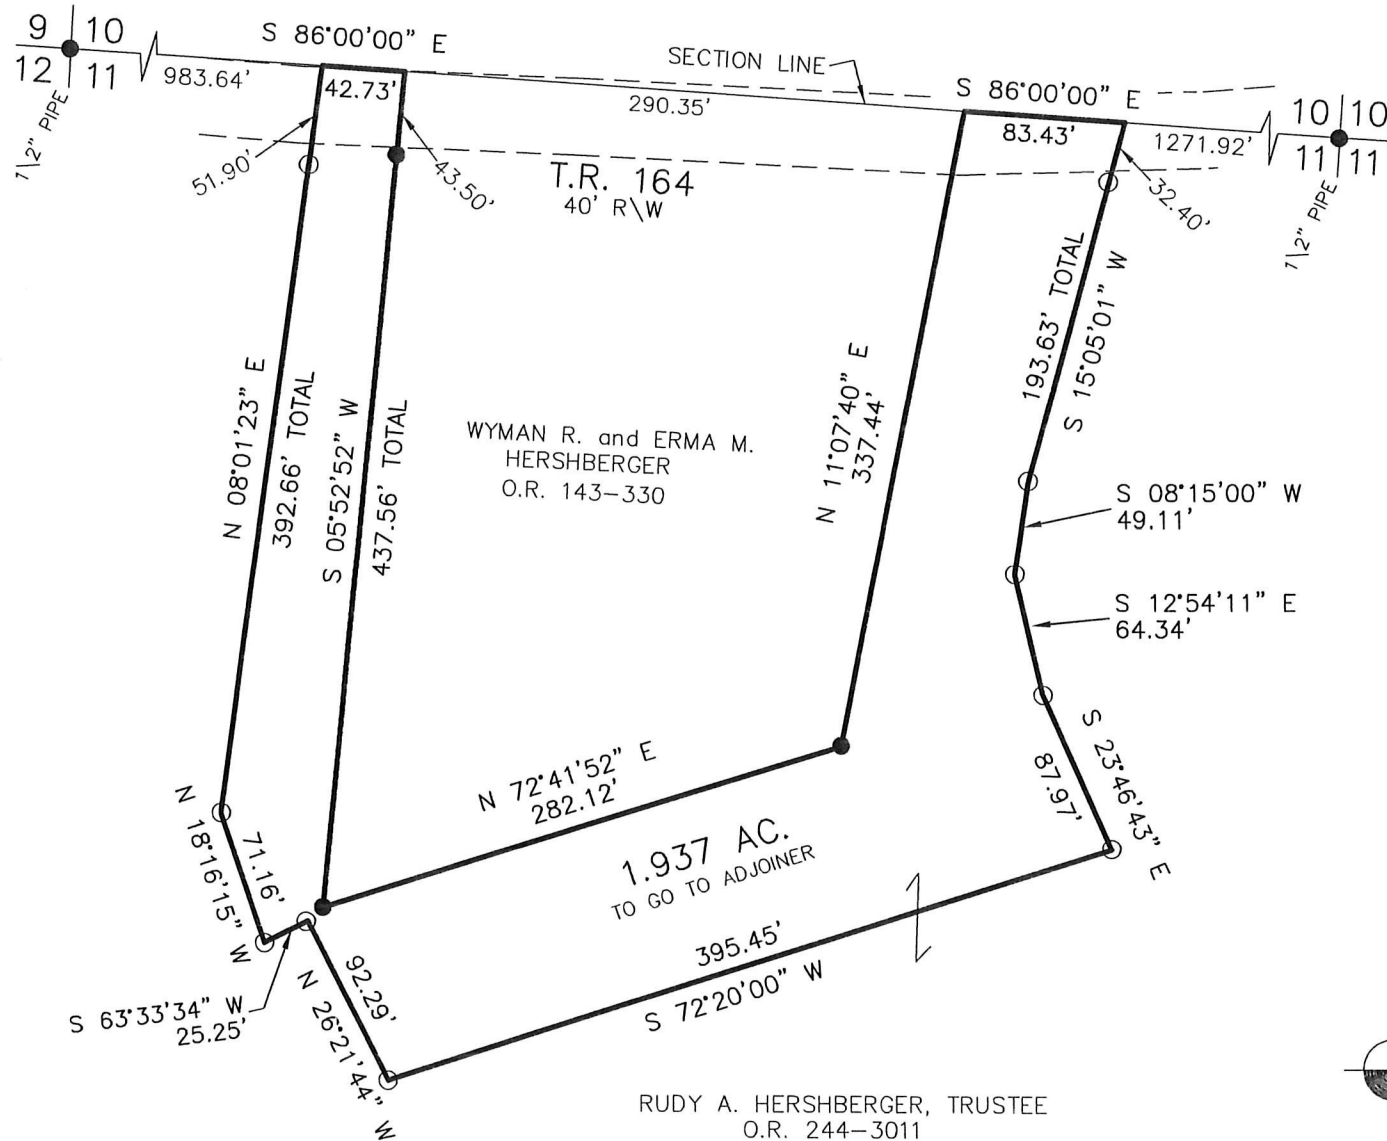 9 10
12 11
1\2" PIPE
S 86°00'00" E
983.64'
42.73'
SECTION LINE
290.35'
S 86°00'00" E
83.43'
1271.92'
10 10
11 11
1\2" PIPE
51.90'
43.50'
T.R. 164
40' R\W
32.40'
N 08°01'23" E
392.66' TOTAL
S 05°52'52" W
437.56' TOTAL
WYMAN R. and ERMA M.
HERSHBERGER
O.R. 143-330
N 11°07'40" E
337.44'
193.63' TOTAL
S 15°05'01" W
S 08°15'00" W
49.11'
S 12°54'11" E
64.34'
S 23°46'43" E
87.97'
N 72°41'52" E
282.12'
1.937 AC.
TO GO TO ADJOINER
N 18°16'15" W
71.16'
S 63°33'34" W
25.25'
92.29'
N 26°21'44" W
395.45'
S 72°20'00" W
RUDY A. HERSHBERGER, TRUSTEE
O.R. 244-3011